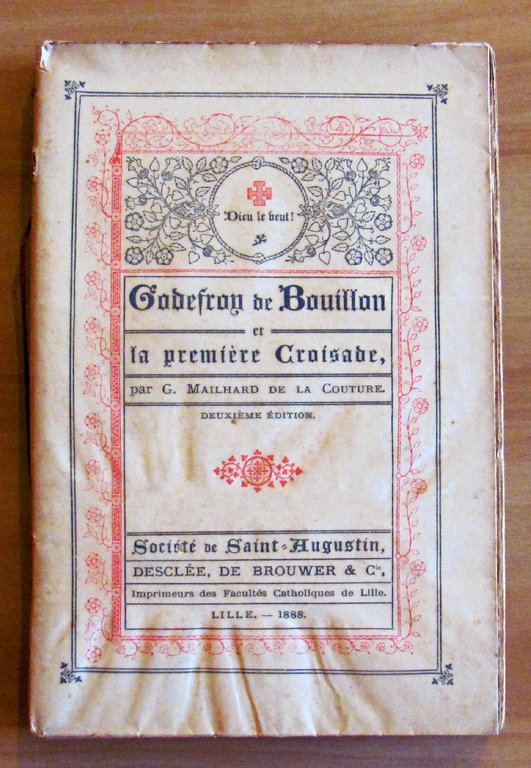 Dieu le veut!
Godefroy de Bouillon
et
la première Croisade,
par G. MAILHARD DE LA COUTURE.
DEUXIÈME ÉDITION.
Société de Saint-Augustin,
DESCLÉE, DE BROUWER & Cie,
Imprimeurs des Facultés Catholiques de Lille.
LILLE. — 1888.